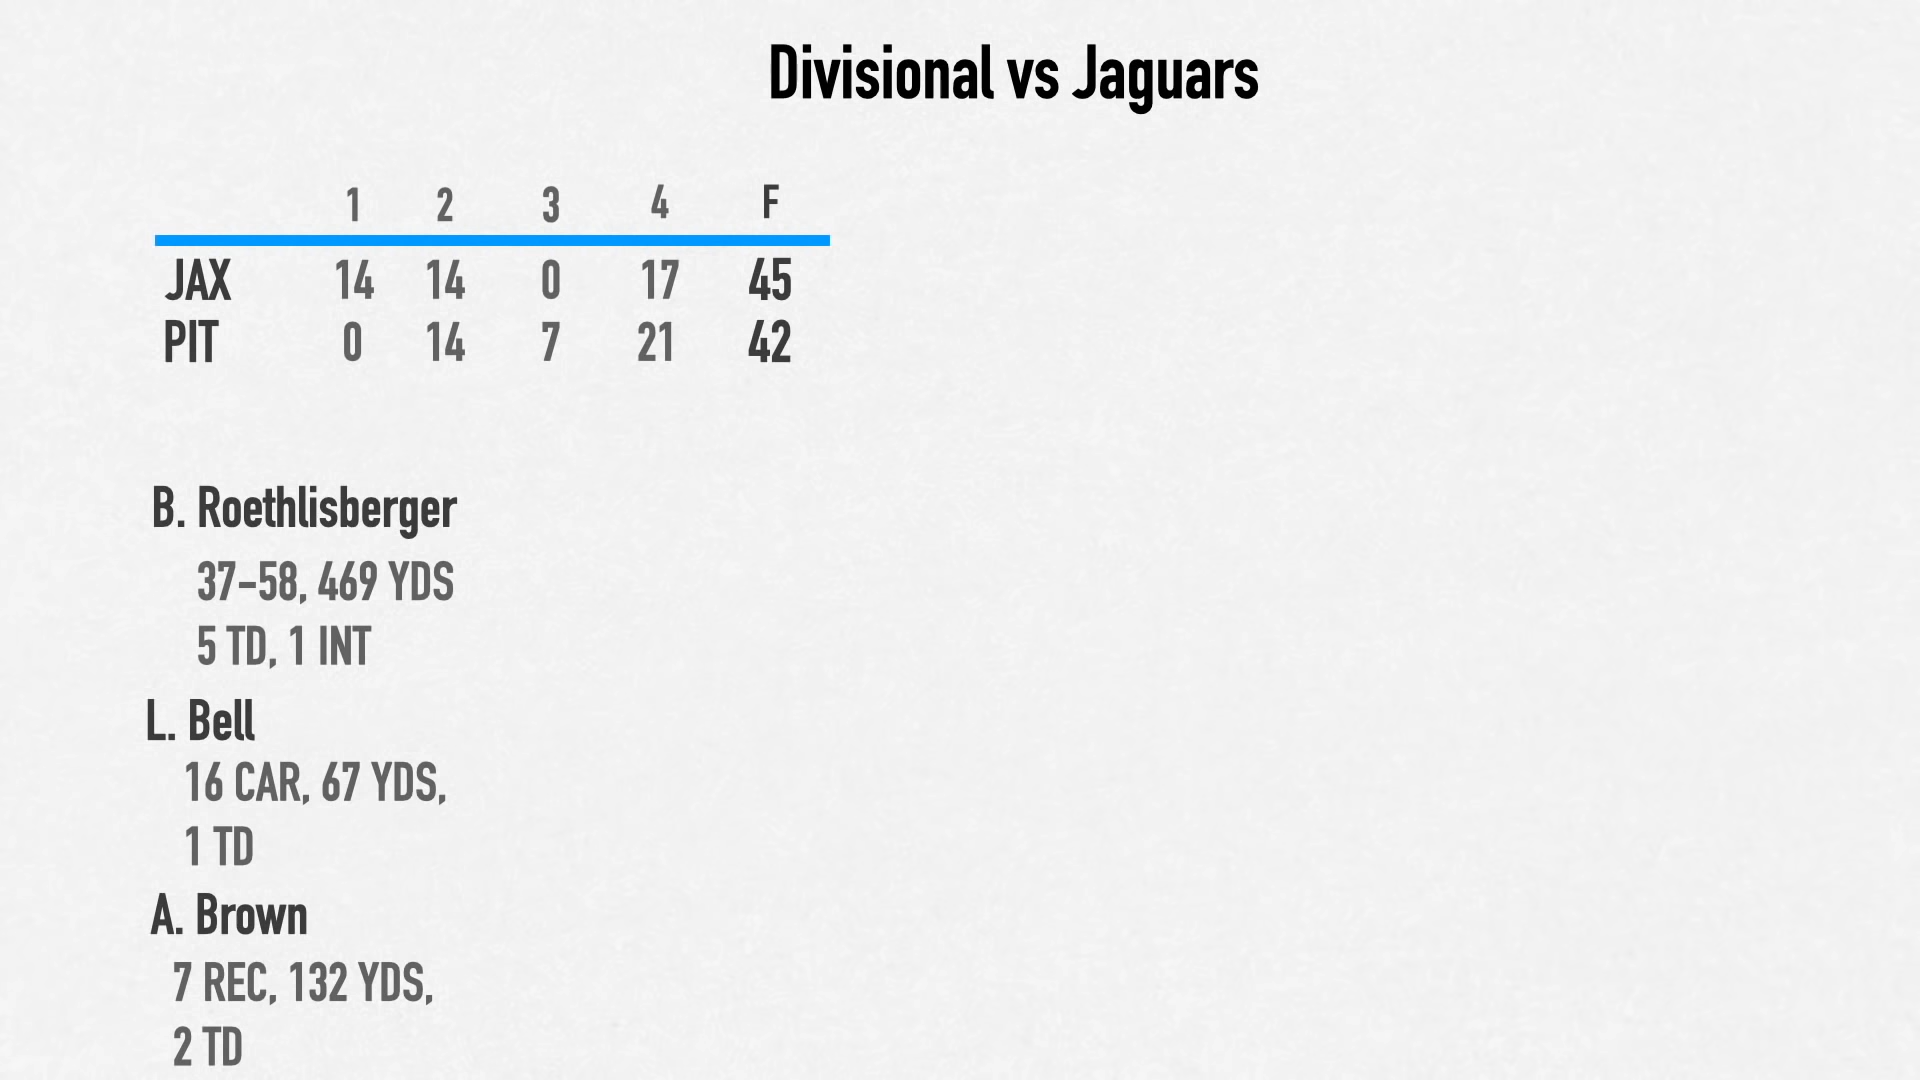 Divisional vs Jaguars
1 2 3 4 F
JAX 14 14 0 17 45
PIT 0 14 7 21 42
B. Roethlisberger
37-58, 469 YDS
5 TD, 1 INT
L. Bell
16 CAR, 67 YDS,
1 TD
A. Brown
7 REC, 132 YDS,
2 TD